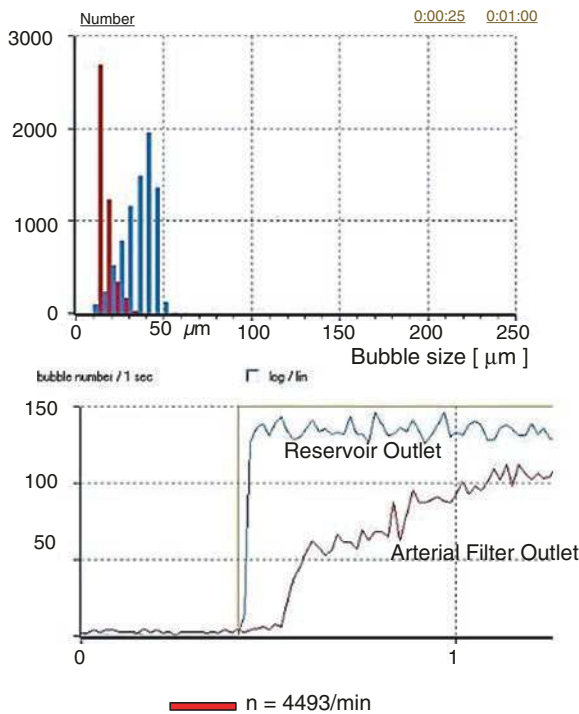 Number 0:00:25 0:01:00
3000
2000
1000
0
0 50 µm 100 150 200 250
Bubble size [ µm ]
bubble number / 1 sec log / lin
150
Reservoir Outlet
100
50
Arterial Filter Outlet
0 1
n = 4493/min